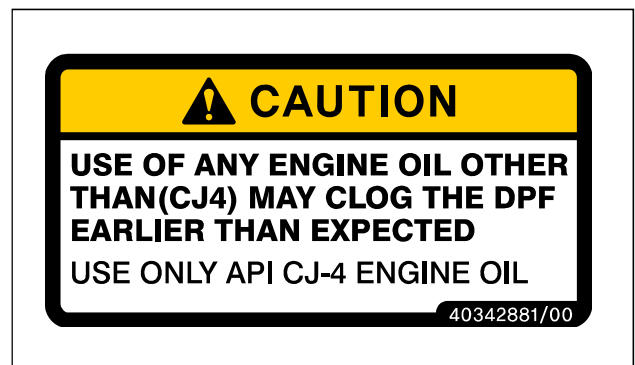 CAUTION
USE OF ANY ENGINE OIL OTHER
THAN(CJ4) MAY CLOG THE DPF
EARLIER THAN EXPECTED
USE ONLY API CJ-4 ENGINE OIL
40342881/00